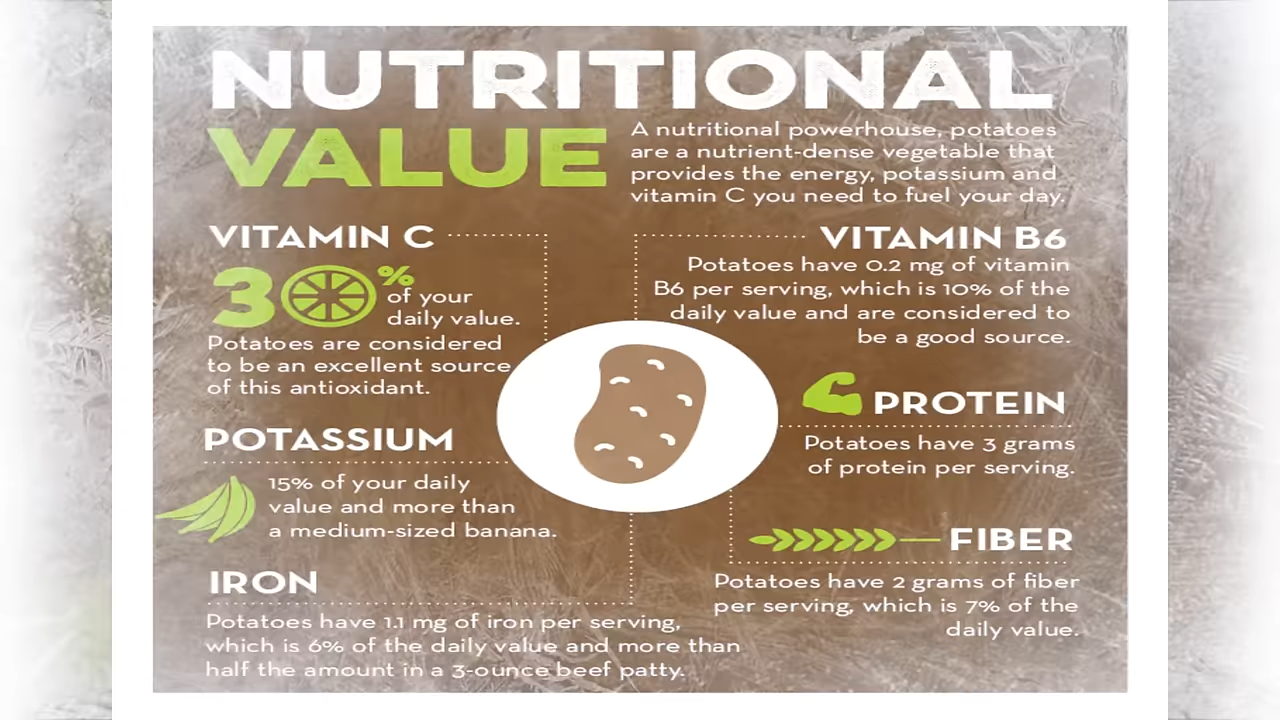 NUTRITIONAL
VALUE
A nutritional powerhouse, potatoes
are a nutrient-dense vegetable that
provides the energy, potassium and
vitamin C you need to fuel your day.
VITAMIN C
30%
of your
daily value.
Potatoes are considered
to be an excellent source
of this antioxidant.
POTASSIUM
15% of your daily
value and more than
a medium-sized banana.
IRON
Potatoes have 1.1 mg of iron per serving,
which is 6% of the daily value and more than
half the amount in a 3-ounce beef patty.
VITAMIN B6
Potatoes have 0.2 mg of vitamin
B6 per serving, which is 10% of the
daily value and are considered to
be a good source.
PROTEIN
Potatoes have 3 grams
of protein per serving.
FIBER
Potatoes have 2 grams of fiber
per serving, which is 7% of the
daily value.